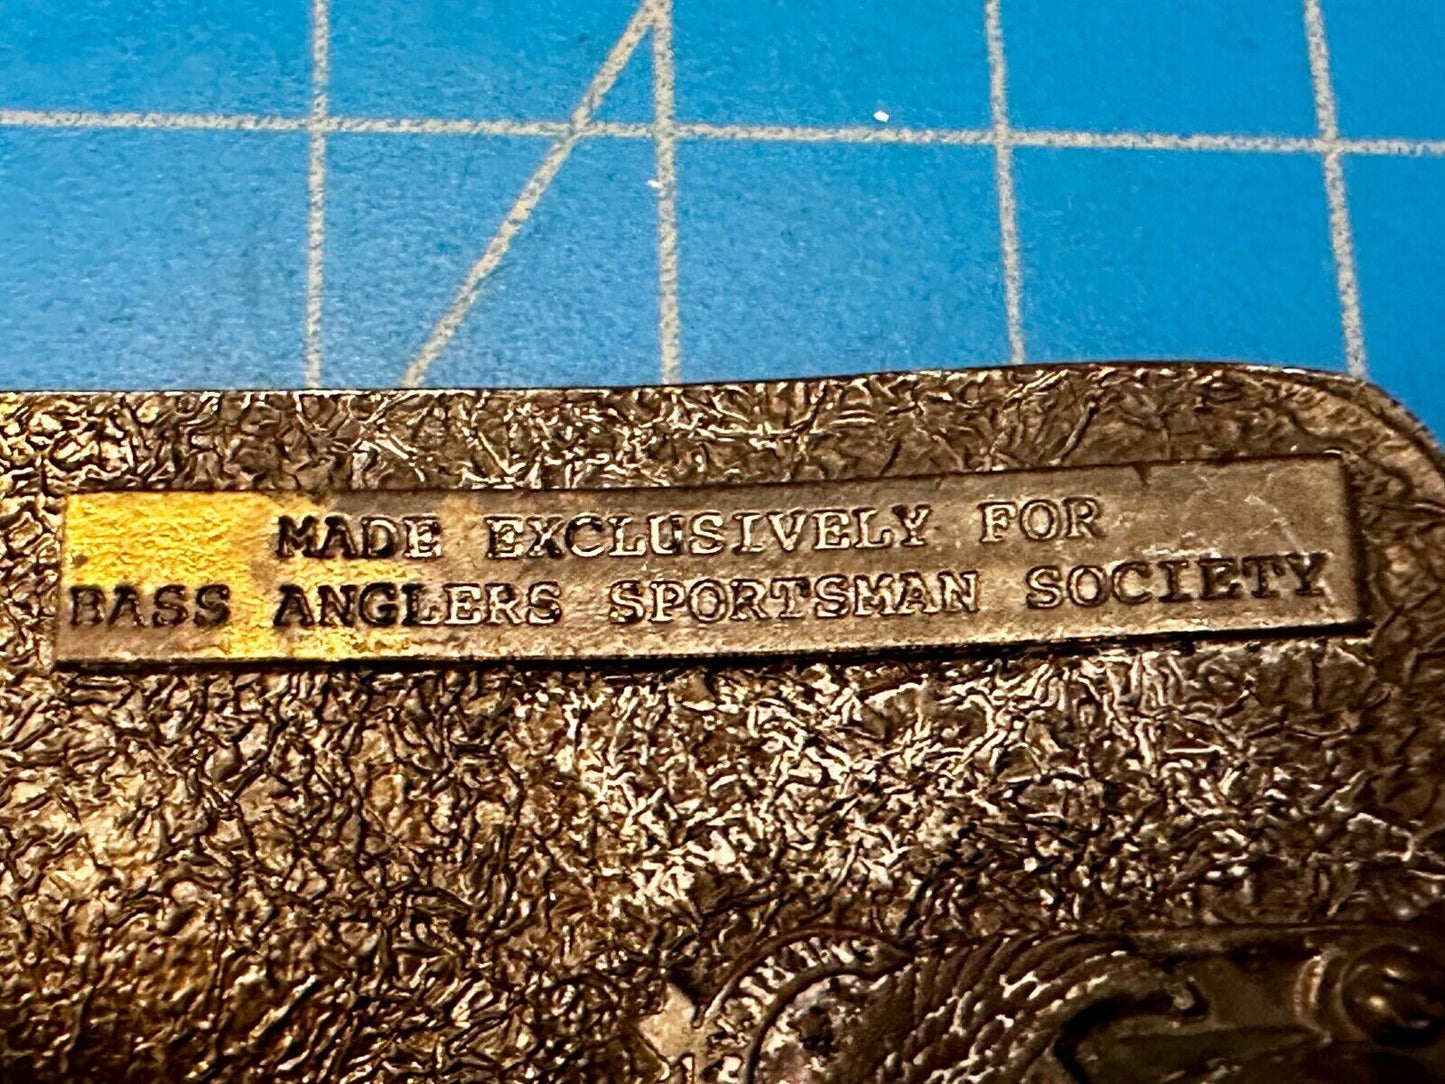 MADE EXCLUSIVELY FOR
BASS ANGLERS SPORTSMAN SOCIETY